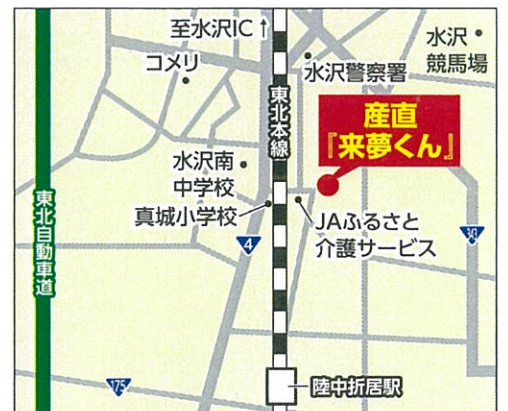 至水沢IC↑
コメリ
水沢警察署
水沢
競馬場
東北本線
産直
『来夢くん』
水沢南
中学校
真城小学校
JAふるさと
介護サービス
東北自動車道
4
343
175
陸中折居駅